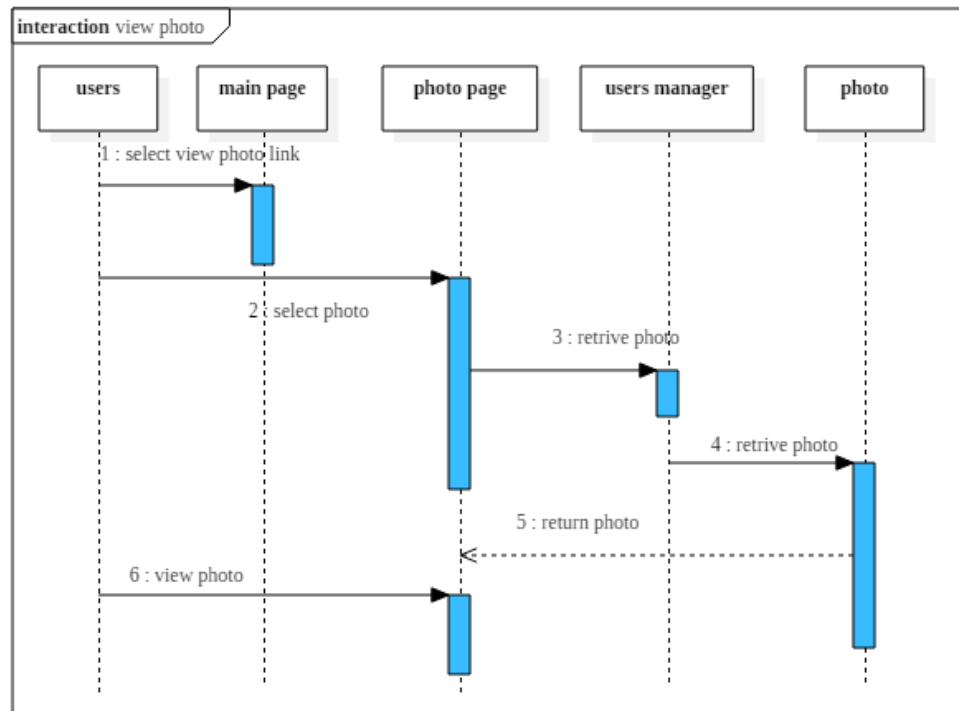 interaction view photo
users
main page
photo page
users manager
photo
1 : select view photo link
2 : select photo
3 : retrive photo
4 : retrive photo
5 : return photo
6 : view photo